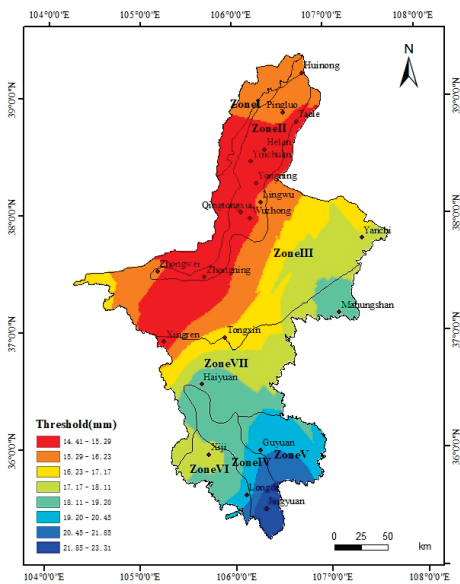 104°0'0"E 105°0'0"E 106°0'0"E 107°0'0"E 108°0'0"E
N
Huinong
39°0'0"N
39°0'0"N
ZoneI
Pingluo
Taole
ZoneII
Helan
Yinchuan
Yongning
Lingwu
Qingtongxia
Wuzhong
38°0'0"N
38°0'0"N
Yanchi
ZoneIII
Zhongwei
Zhongning
Mahungshan
37°0'0"N
37°0'0"N
Xingren
Tongxin
ZoneVII
Haiyuan
Threshold(mm)
14.41 - 15.29
15.29 - 16.23
16.23 - 17.17
17.17 - 18.11
18.11 - 19.20
19.20 - 20.45
20.45 - 21.85
21.85 - 23.31
36°0'0"N
36°0'0"N
Xiji
Guyuan
ZoneV
ZoneIV
ZoneVI
Longde
Jingyuan
0 25 50
km
104°0'0"E 105°0'0"E 106°0'0"E 107°0'0"E 108°0'0"E